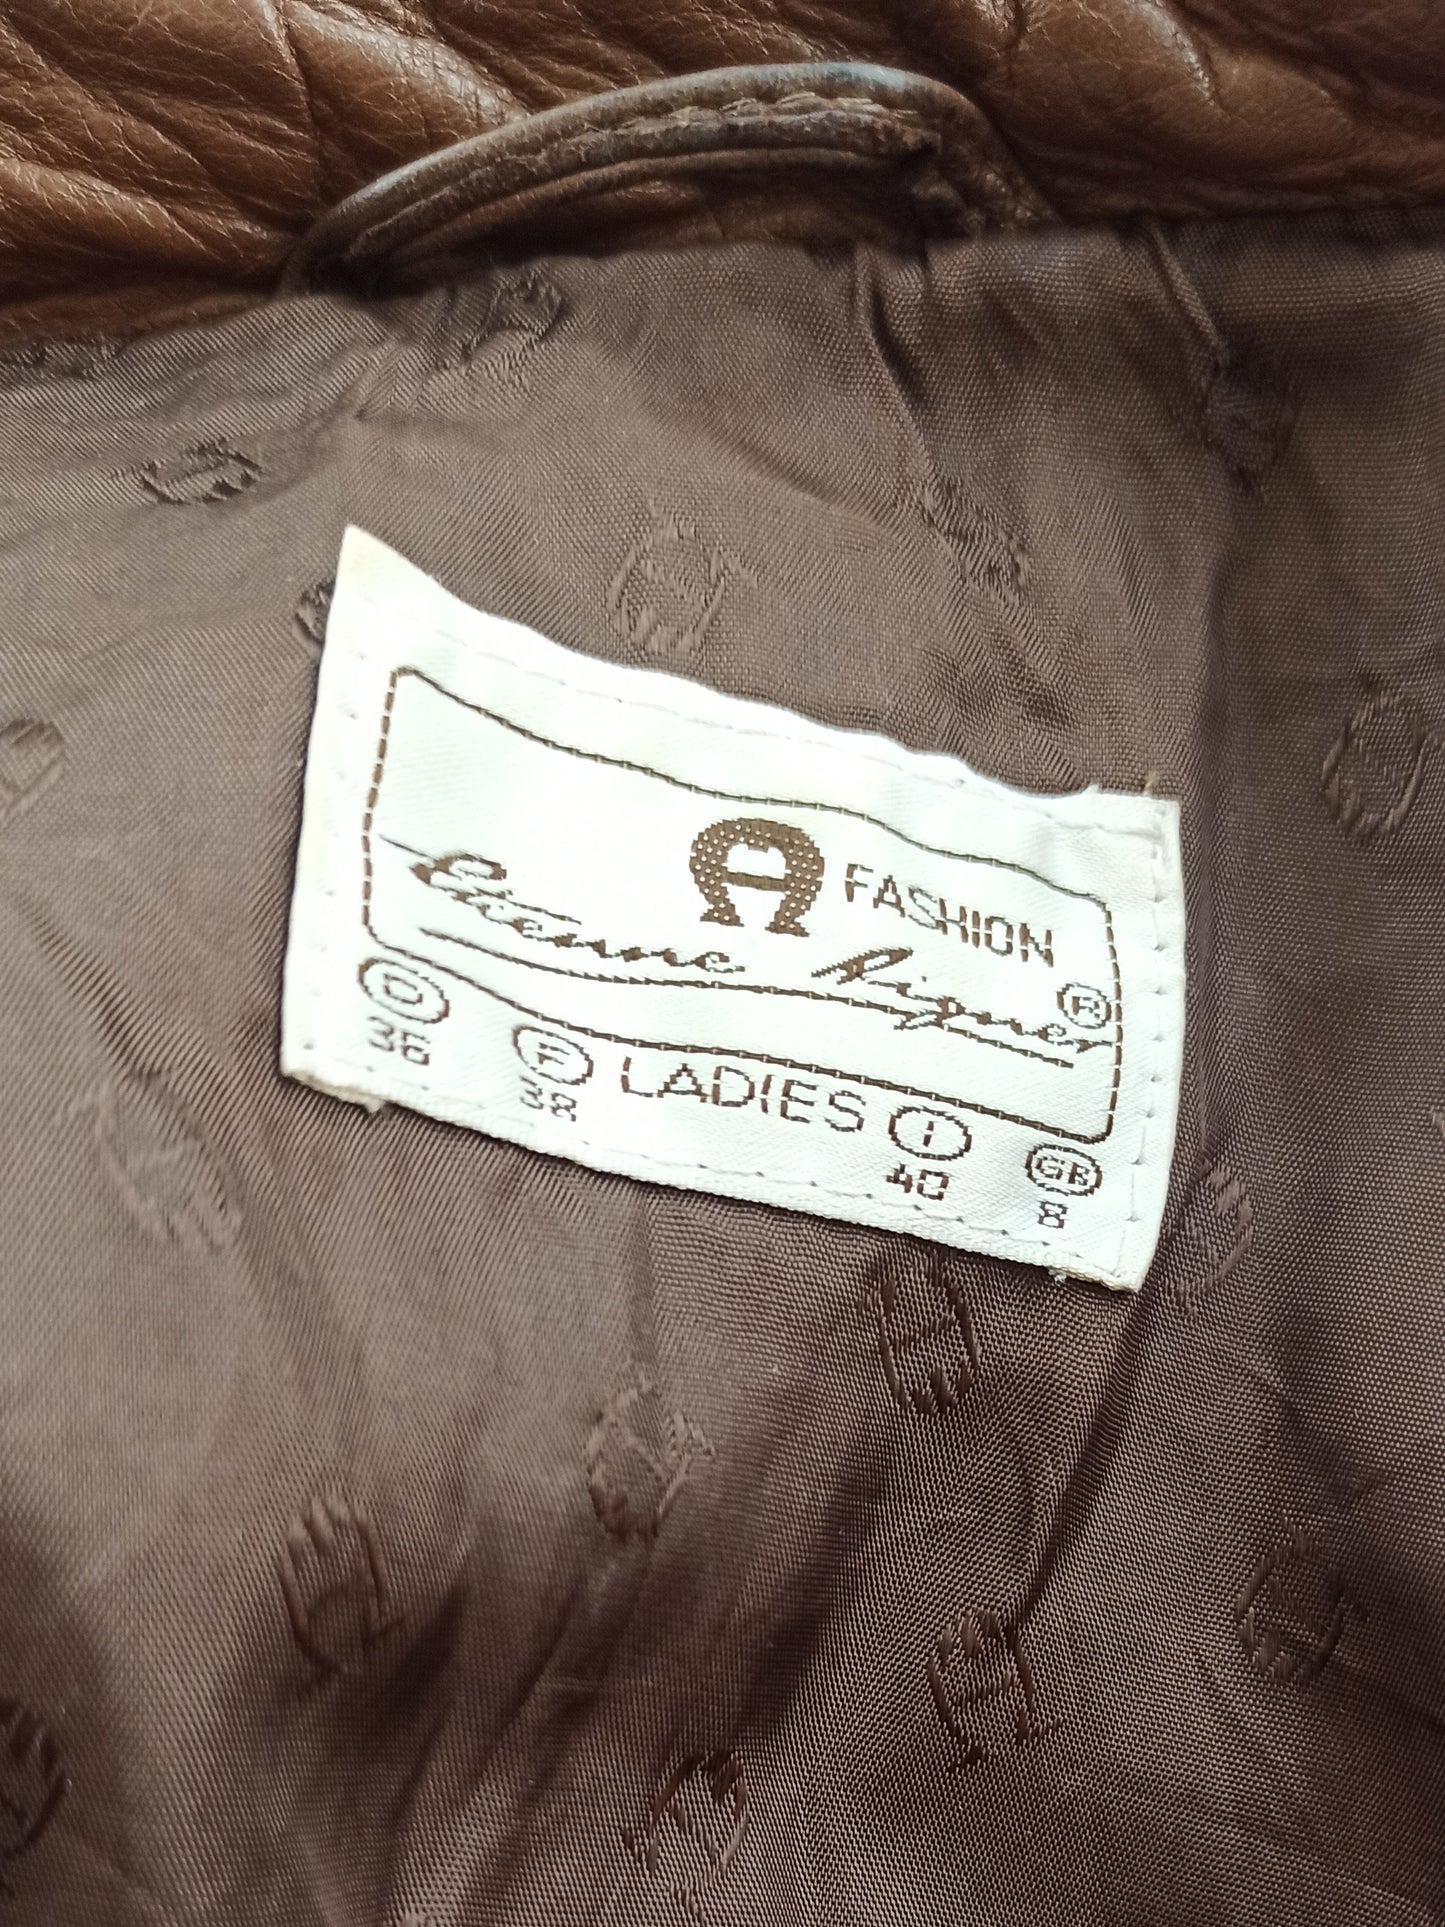 A FASHION
Etienne Aigner ®
D F LADIES I GB
36 38 40 8